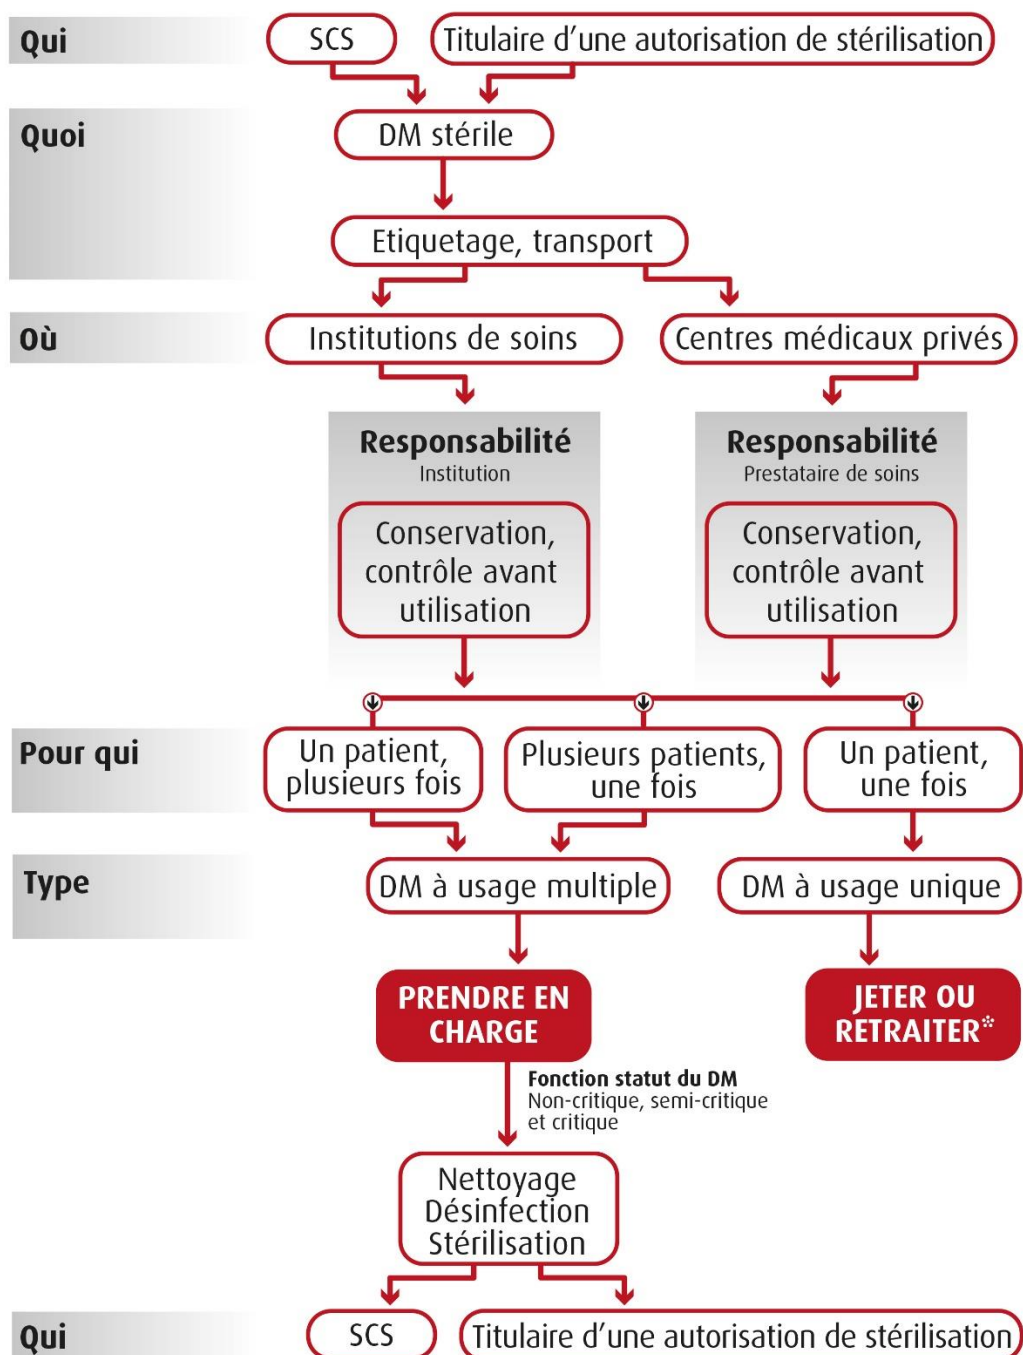 Qui
SCS
Titulaire d’une autorisation de stérilisation
Quoi
DM stérile
Etiquetage, transport
Où
Institutions de soins
Centres médicaux privés
Responsabilité
Institution
Conservation,
contrôle avant
utilisation
Responsabilité
Prestataire de soins
Conservation,
contrôle avant
utilisation
Pour qui
Un patient,
plusieurs fois
Plusieurs patients,
une fois
Un patient,
une fois
Type
DM à usage multiple
DM à usage unique
PRENDRE EN
CHARGE
JETER OU
RETRAITER*
Fonction statut du DM
Non-critique, semi-critique
et critique
Nettoyage
Désinfection
Stérilisation
Qui
SCS
Titulaire d’une autorisation de stérilisation